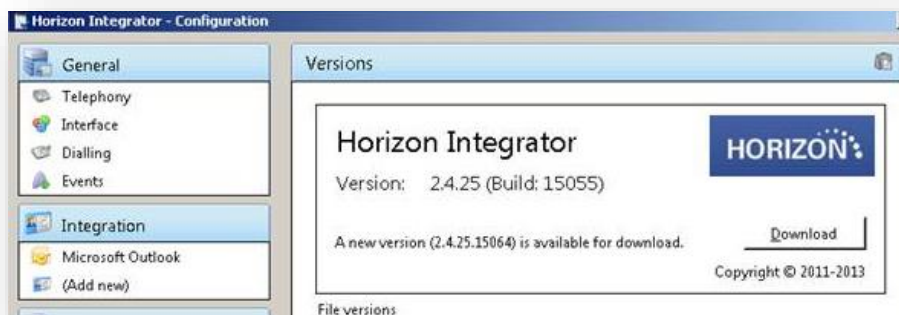 Horizon Integrator - Configuration
General
Telephony
Interface
Dialling
Events
Integration
Microsoft Outlook
(Add new)
Versions
Horizon Integrator
HORIZON
Version: 2.4.25 (Build: 15055)
A new version (2.4.25.15064) is available for download.
Download
Copyright © 2011-2013
File versions